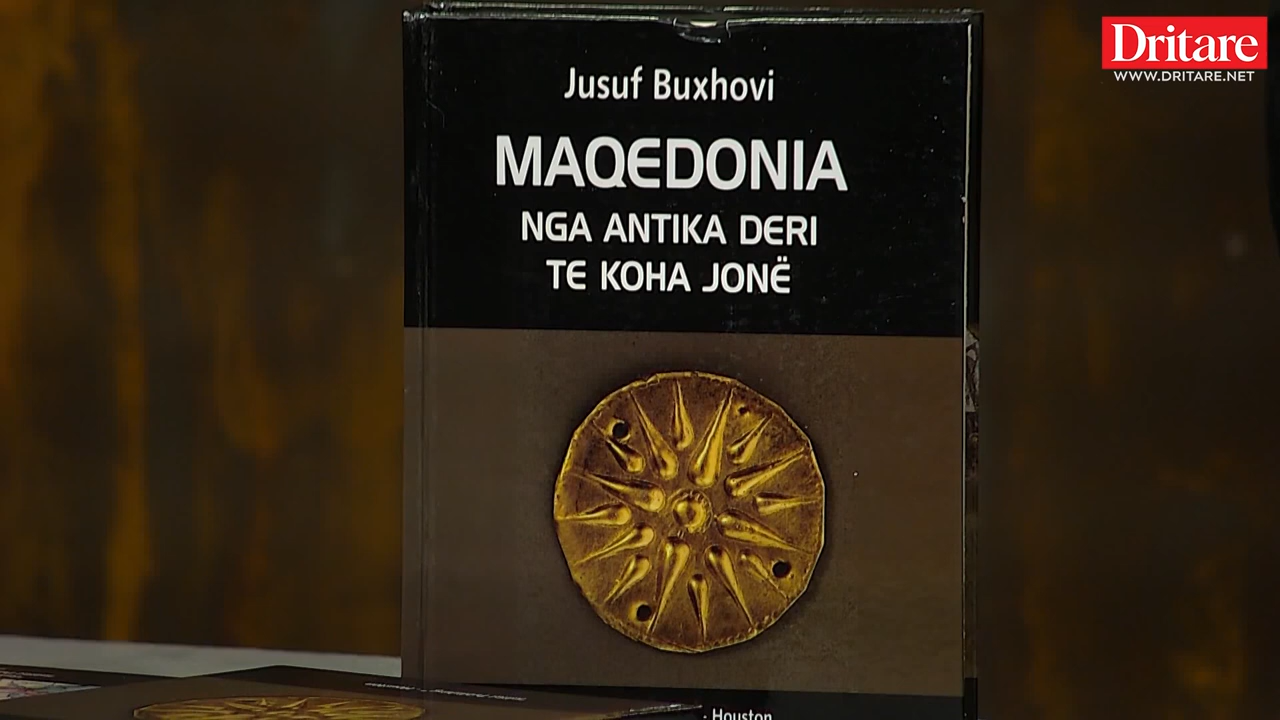 Dritare
WWW.DRITARE.NET
Jusuf Buxhovi
MAQEDONIA
NGA ANTIKA DERI
TE KOHA JONË
- Houston